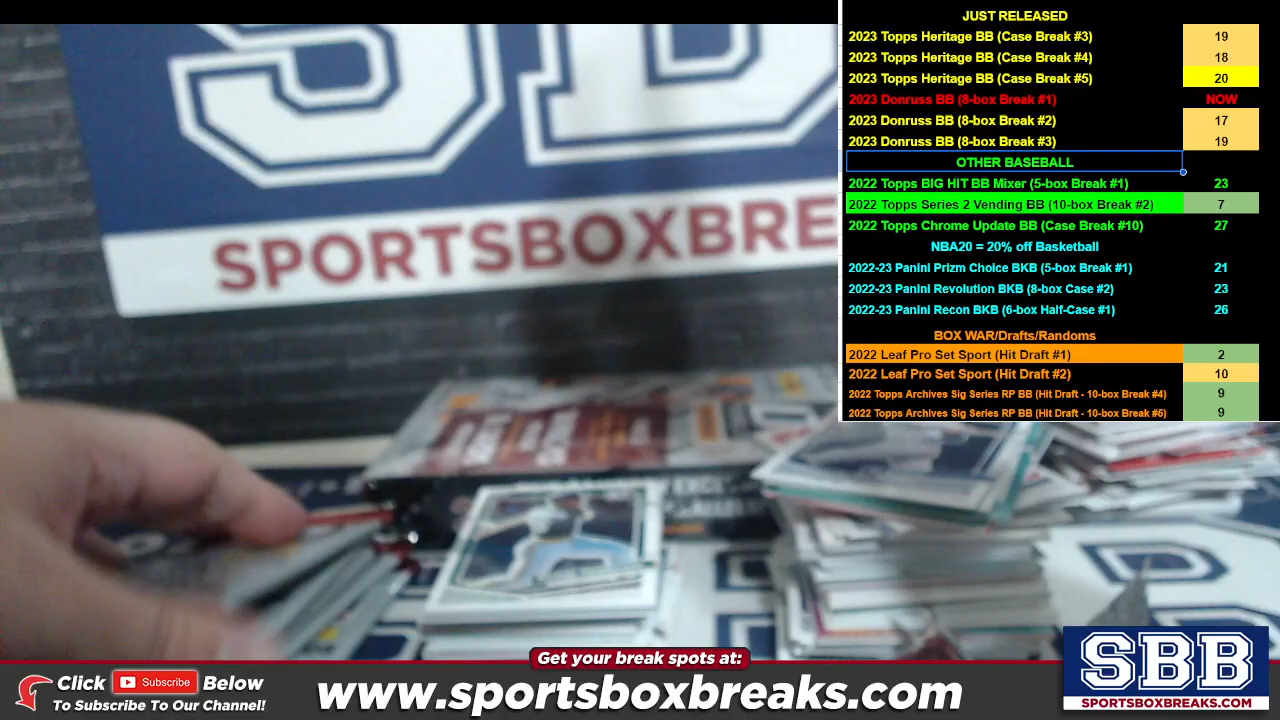 JUST RELEASED
2023 Topps Heritage BB (Case Break #3) 19
2023 Topps Heritage BB (Case Break #4) 18
2023 Topps Heritage BB (Case Break #5) 20
2023 Donruss BB (8-box Break #1) NOW
2023 Donruss BB (8-box Break #2) 17
2023 Donruss BB (8-box Break #3) 19
OTHER BASEBALL
2022 Topps BIG HIT BB Mixer (5-box Break #1) 23
2022 Topps Series 2 Vending BB (10-box Break #2) 7
2022 Topps Chrome Update BB (Case Break #10) 27
NBA20 = 20% off Basketball
2022-23 Panini Prizm Choice BKB (5-box Break #1) 21
2022-23 Panini Revolution BKB (8-box Case #2) 23
2022-23 Panini Recon BKB (6-box Half-Case #1) 26
BOX WAR/Drafts/Randoms
2022 Leaf Pro Set Sport (Hit Draft #1) 2
2022 Leaf Pro Set Sport (Hit Draft #2) 10
2022 Topps Archives Sig Series RP BB (Hit Draft - 10-box Break #4) 9
2022 Topps Archives Sig Series RP BB (Hit Draft - 10-box Break #5) 9
SPORTSBOXBRE
Get your break spots at:
Click Subscribe Below
To Subscribe To Our Channel!
www.sportsboxbreaks.com
SBB
SPORTSBOXBREAKS.COM